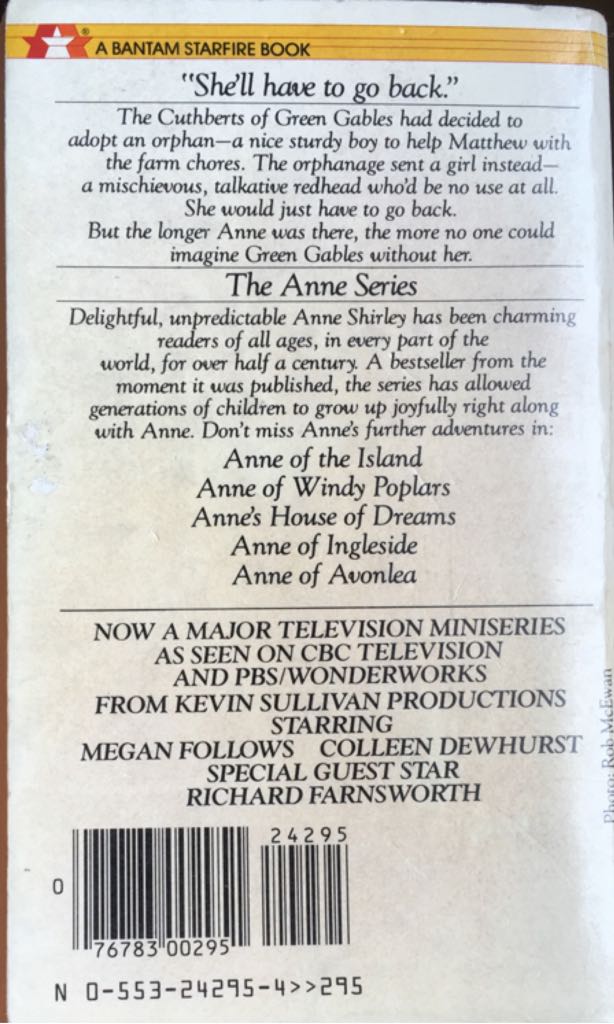 ® A BANTAM STARFIRE BOOK
"She'll have to go back."
The Cuthberts of Green Gables had decided to
adopt an orphan—a nice sturdy boy to help Matthew with
the farm chores. The orphanage sent a girl instead—
a mischievous, talkative redhead who'd be no use at all.
She would just have to go back.
But the longer Anne was there, the more no one could
imagine Green Gables without her.
The Anne Series
Delightful, unpredictable Anne Shirley has been charming
readers of all ages, in every part of the
world, for over half a century. A bestseller from the
moment it was published, the series has allowed
generations of children to grow up joyfully right along
with Anne. Don't miss Anne's further adventures in:
Anne of the Island
Anne of Windy Poplars
Anne's House of Dreams
Anne of Ingleside
Anne of Avonlea
NOW A MAJOR TELEVISION MINISERIES
AS SEEN ON CBC TELEVISION
AND PBS/WONDERWORKS
FROM KEVIN SULLIVAN PRODUCTIONS
STARRING
MEGAN FOLLOWS COLLEEN DEWHURST
SPECIAL GUEST STAR
RICHARD FARNSWORTH
Photo: Rob McEwan
24295
0
76783 00295
N 0-553-24295-4>>295